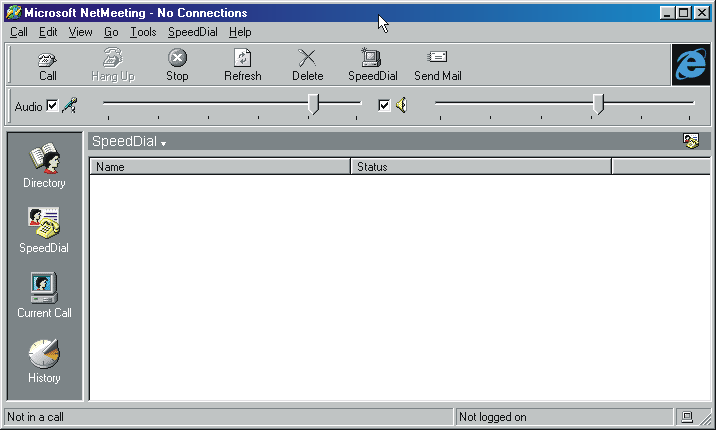 Microsoft NetMeeting - No Connections
Call Edit View Go Tools SpeedDial Help
Call Hang Up Stop Refresh Delete SpeedDial Send Mail
Audio
SpeedDial
Name Status
Directory
SpeedDial
Current Call
History
Not in a call Not logged on